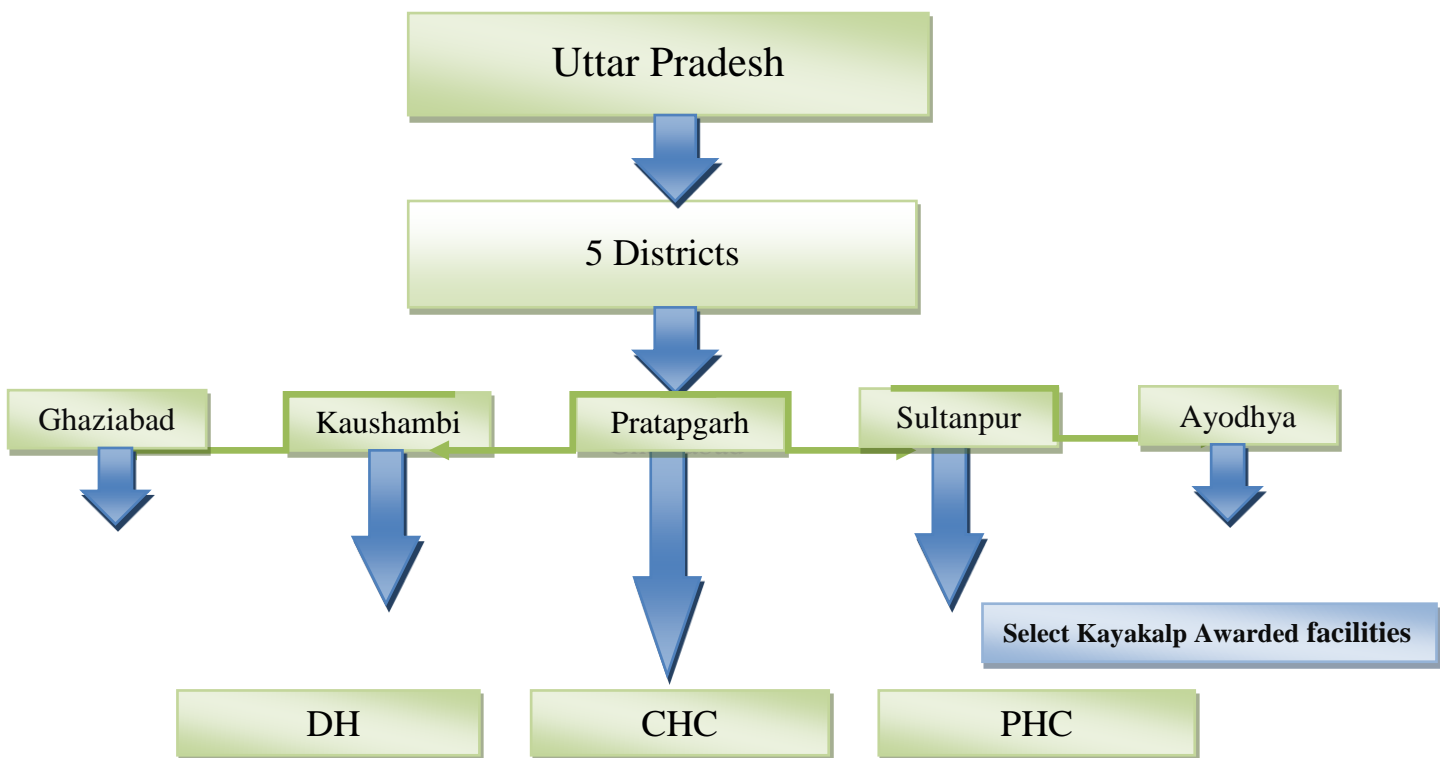 Uttar Pradesh
5 Districts
Ghaziabad
Kaushambi
Pratapgarh
Sultanpur
Ayodhya
Select Kayakalp Awarded facilities
DH
CHC
PHC